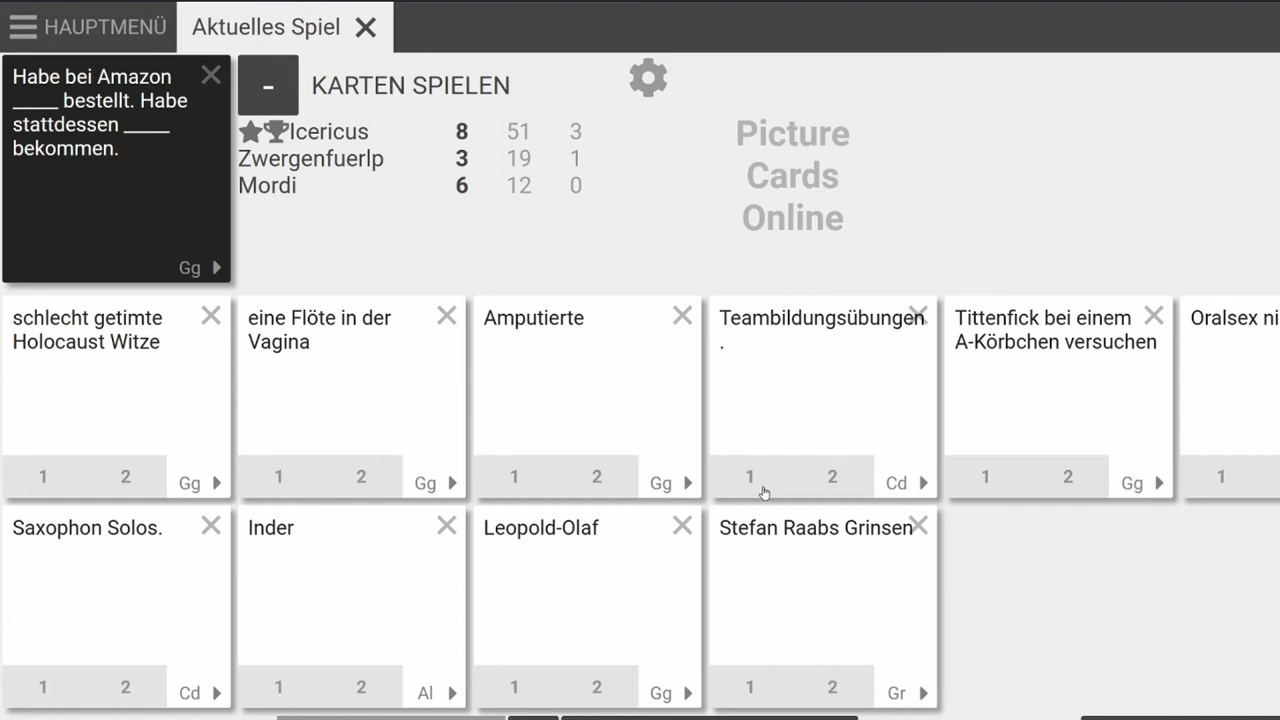 HAUPTMENÜ
Aktuelles Spiel
Habe bei Amazon
_____ bestellt. Habe
stattdessen _____
bekommen.
Gg
-
KARTEN SPIELEN
Icericus 8 51 3
Zwergenfuerlp 3 19 1
Mordi 6 12 0
Picture
Cards
Online
schlecht getimte
Holocaust Witze
1 2 Gg
eine Flöte in der
Vagina
1 2 Gg
Amputierte
1 2 Gg
Teambildungsübungen
.
1 2 Cd
Tittenfick bei einem
A-Körbchen versuchen
1 2 Gg
Oralsex ni
1
Saxophon Solos.
1 2 Cd
Inder
1 2 Al
Leopold-Olaf
1 2 Gg
Stefan Raabs Grinsen
1 2 Gr